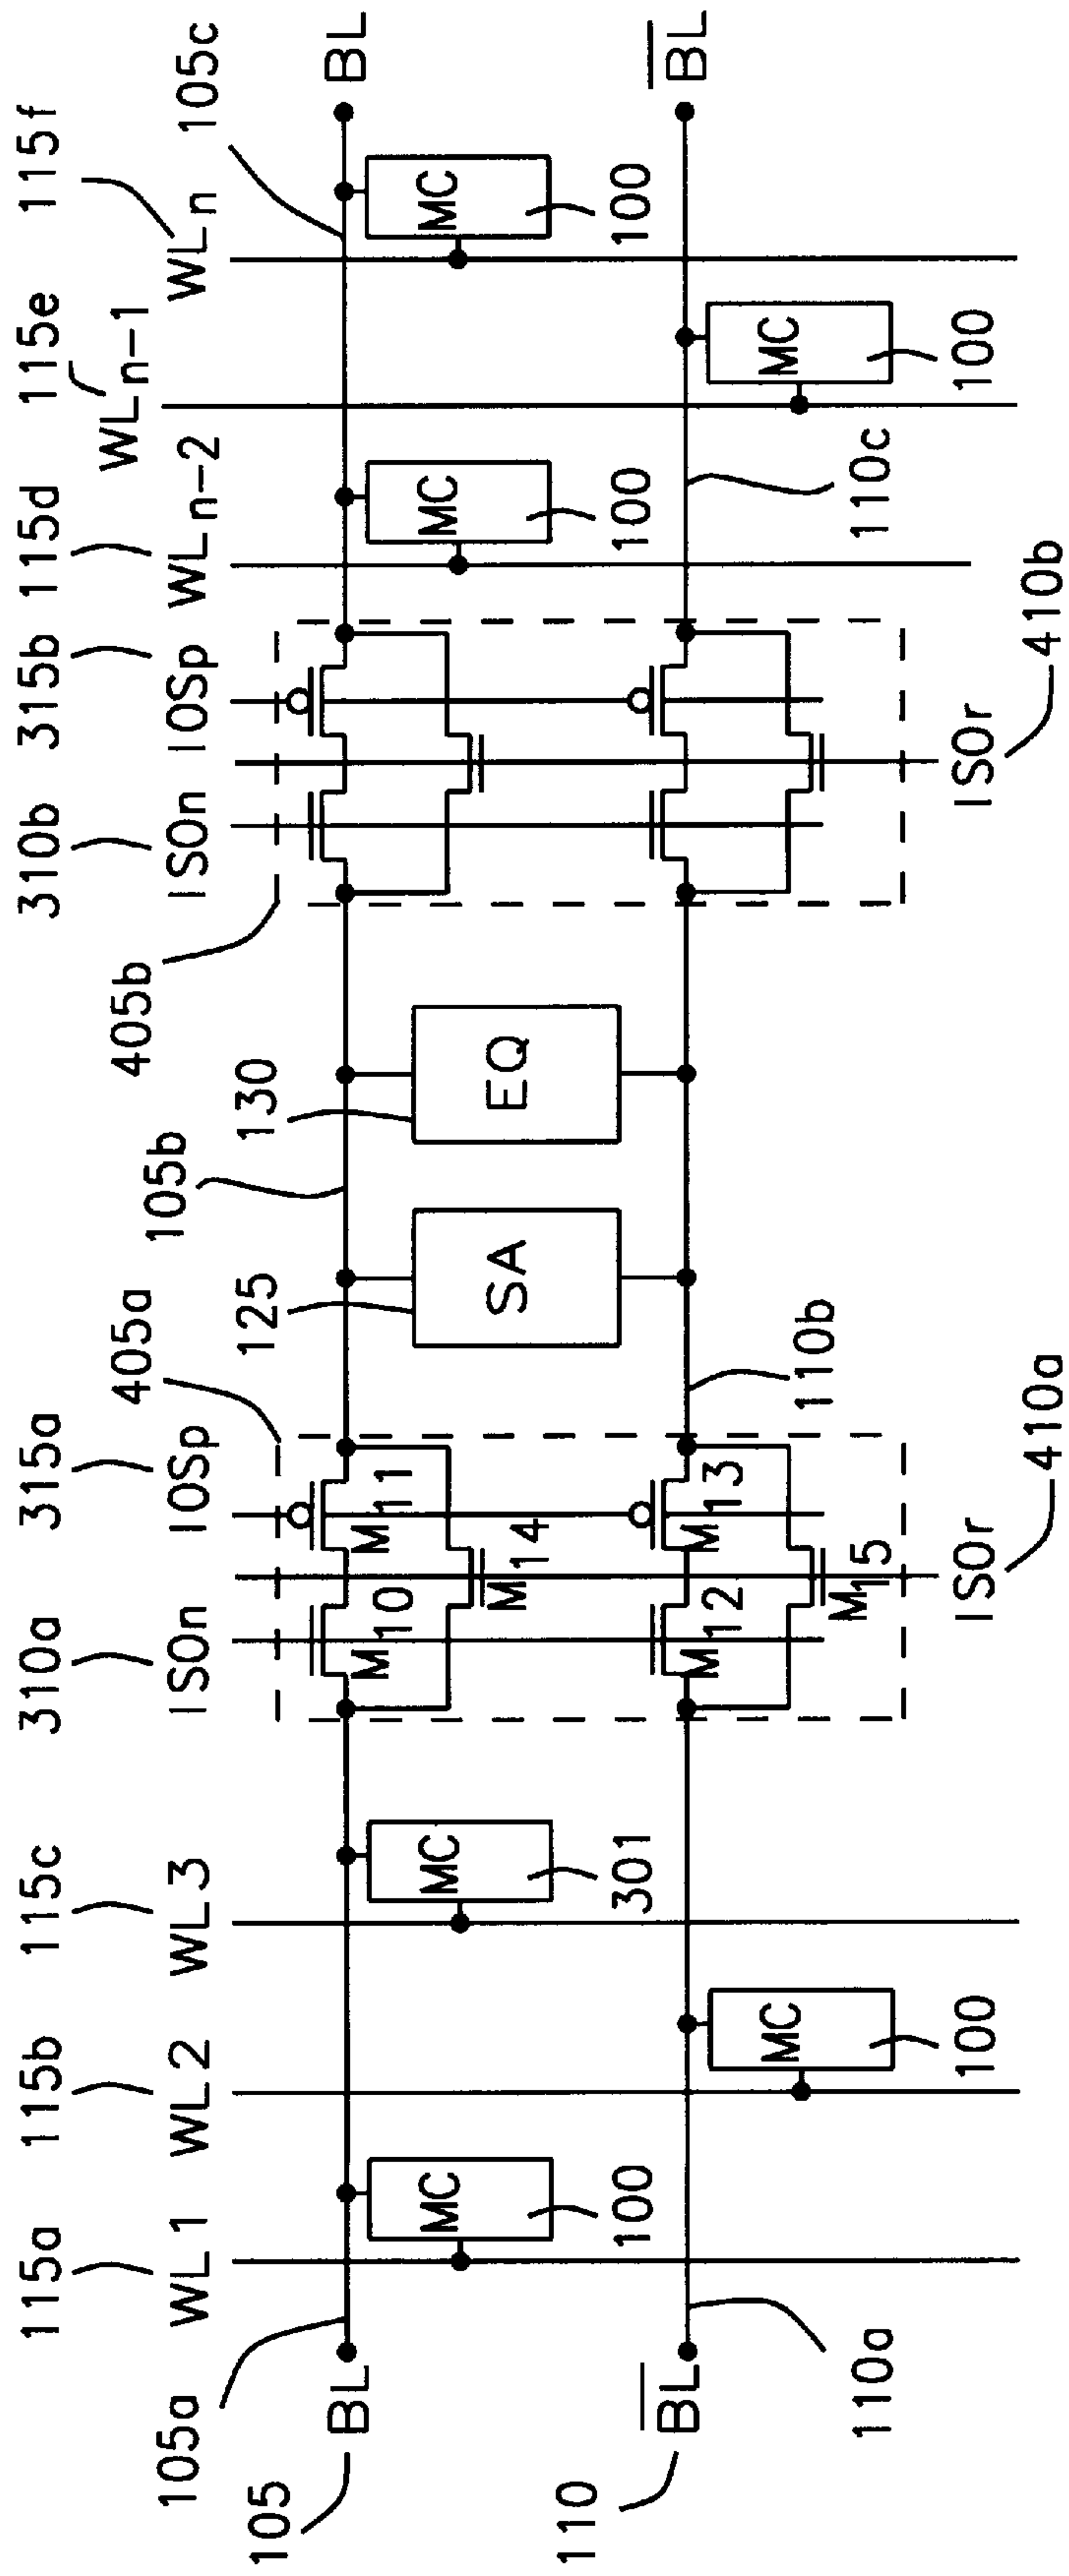 115a 115b 115c 310a 315a 310b 315b 115d 115e 115f
WL1 WL2 WL3 ISOn IOSp ISOn IOSp WLn-2 WLn-1 WLn
405a 405b 105c
105a 105b
125 130
105 BL BL
M10 M11
MC MC MC MC
M14
SA EQ
100 301 100 100
110 BL BL
M12 M13
MC MC
M15
110b 110c
110a 100 100
ISOr ISOr
410a 410b